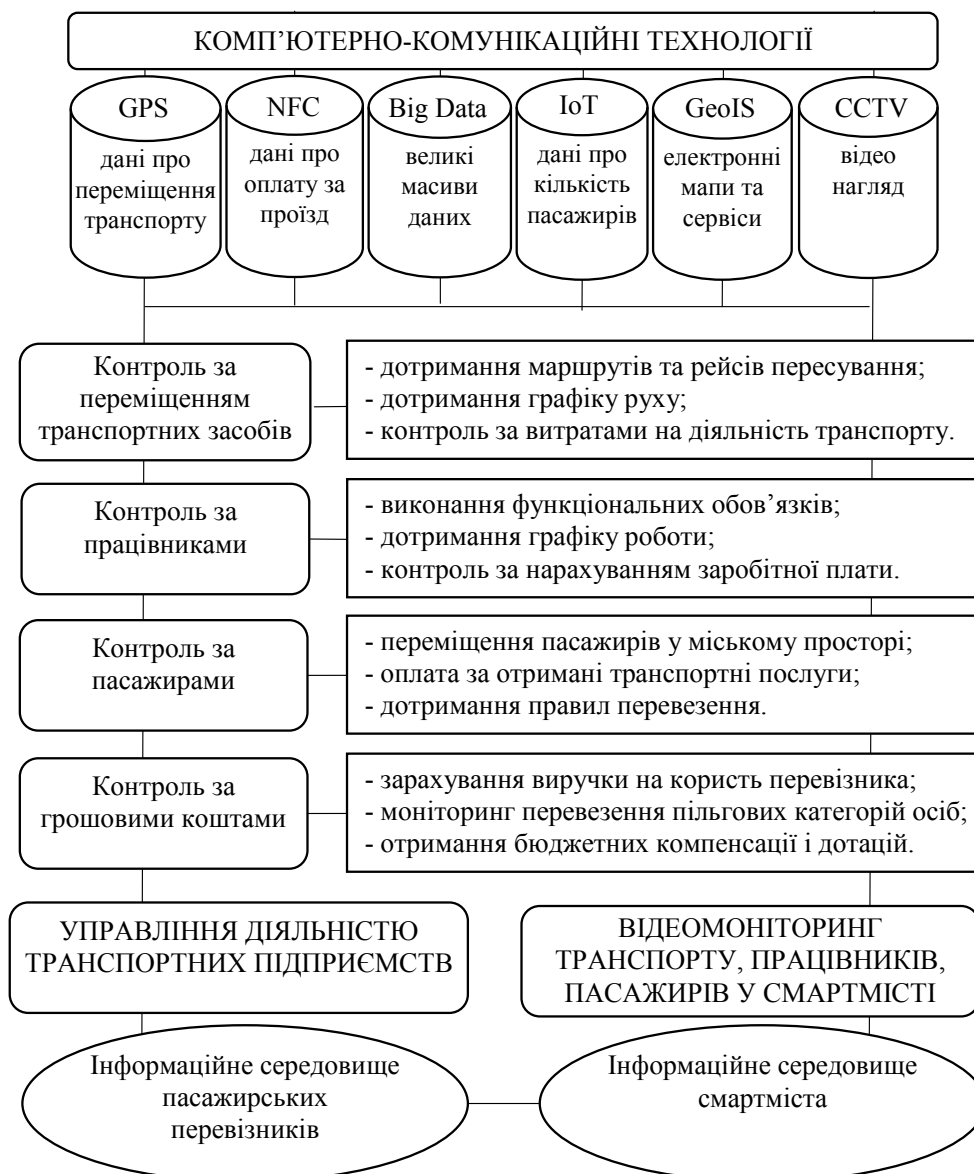 КОМП’ЮТЕРНО-КОМУНІКАЦІЙНІ ТЕХНОЛОГІЇ
GPS
дані про
переміщення
транспорту
NFC
дані про
оплату за
проїзд
Big Data
великі
масиви
даних
IoT
дані про
кількість
пасажирів
GeoIS
електронні
мапи та
сервіси
CCTV
відео
нагляд
Контроль за
переміщенням
транспортних засобів
- дотримання маршрутів та рейсів пересування;
- дотримання графіку руху;
- контроль за витратами на діяльність транспорту.
Контроль за
працівниками
- виконання функціональних обов’язків;
- дотримання графіку роботи;
- контроль за нарахуванням заробітної плати.
Контроль за
пасажирами
- переміщення пасажирів у міському просторі;
- оплата за отримані транспортні послуги;
- дотримання правил перевезення.
Контроль за
грошовими коштами
- зарахування виручки на користь перевізника;
- моніторинг перевезення пільгових категорій осіб;
- отримання бюджетних компенсації і дотацій.
УПРАВЛІННЯ ДІЯЛЬНІСТЮ
ТРАНСПОРТНИХ ПІДПРИЄМСТВ
ВІДЕОМОНІТОРИНГ
ТРАНСПОРТУ, ПРАЦІВНИКІВ,
ПАСАЖИРІВ У СМАРТМІСТІ
Інформаційне середовище
пасажирських
перевізників
Інформаційне середовище
смартміста